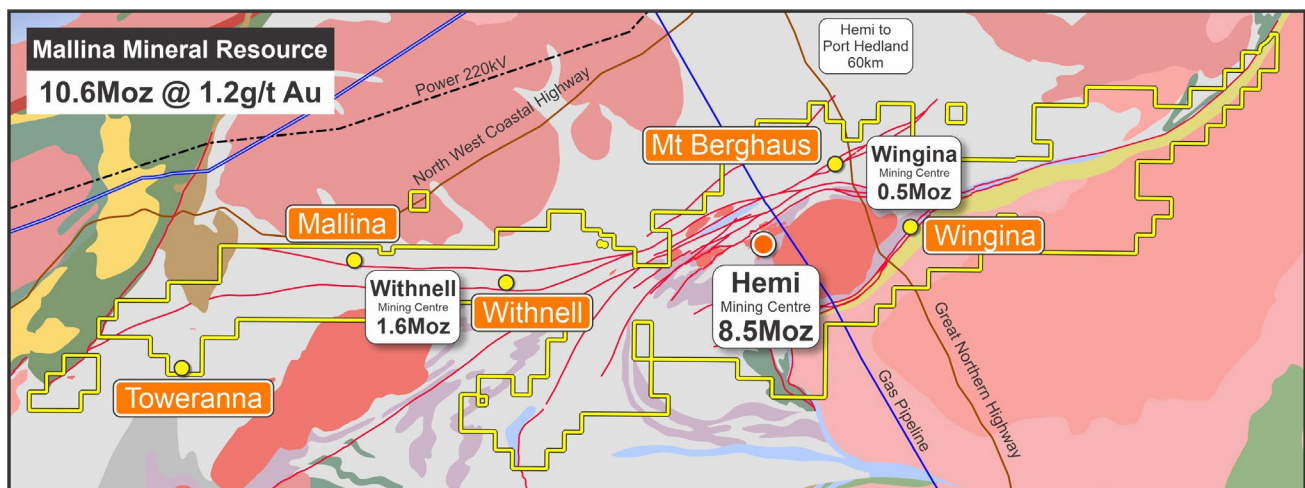 Mallina Mineral Resource
10.6Moz @ 1.2g/t Au
Power 220kV
North West Coastal Highway
Hemi to
Port Hedland
60km
Mt Berghaus
Wingina
Mining Centre
0.5Moz
Mallina
Wingina
Withnell
Mining Centre
1.6Moz
Withnell
Hemi
Mining Centre
8.5Moz
Toweranna
Gas Pipeline
Great Northern Highway